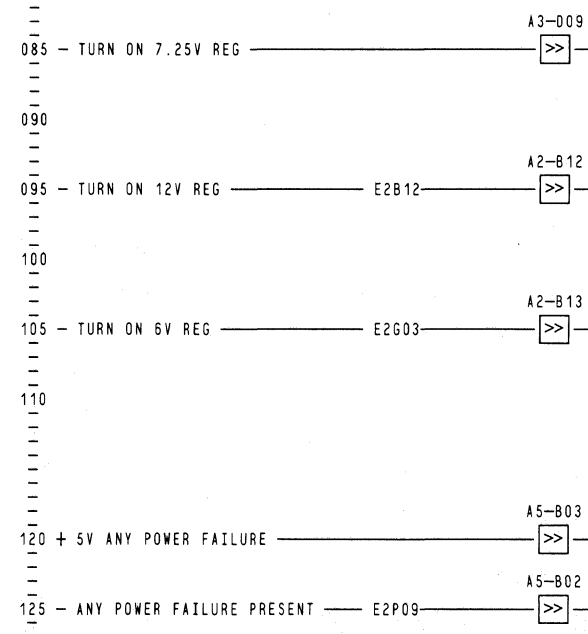 A3-D09
085 - TURN ON 7.25V REG >>
090
A2-B12
095 - TURN ON 12V REG E2B12 >>
100
A2-B13
105 - TURN ON 6V REG E2G03 >>
110
A5-B03
120 + 5V ANY POWER FAILURE >>
A5-B02
125 - ANY POWER FAILURE PRESENT E2P09 >>